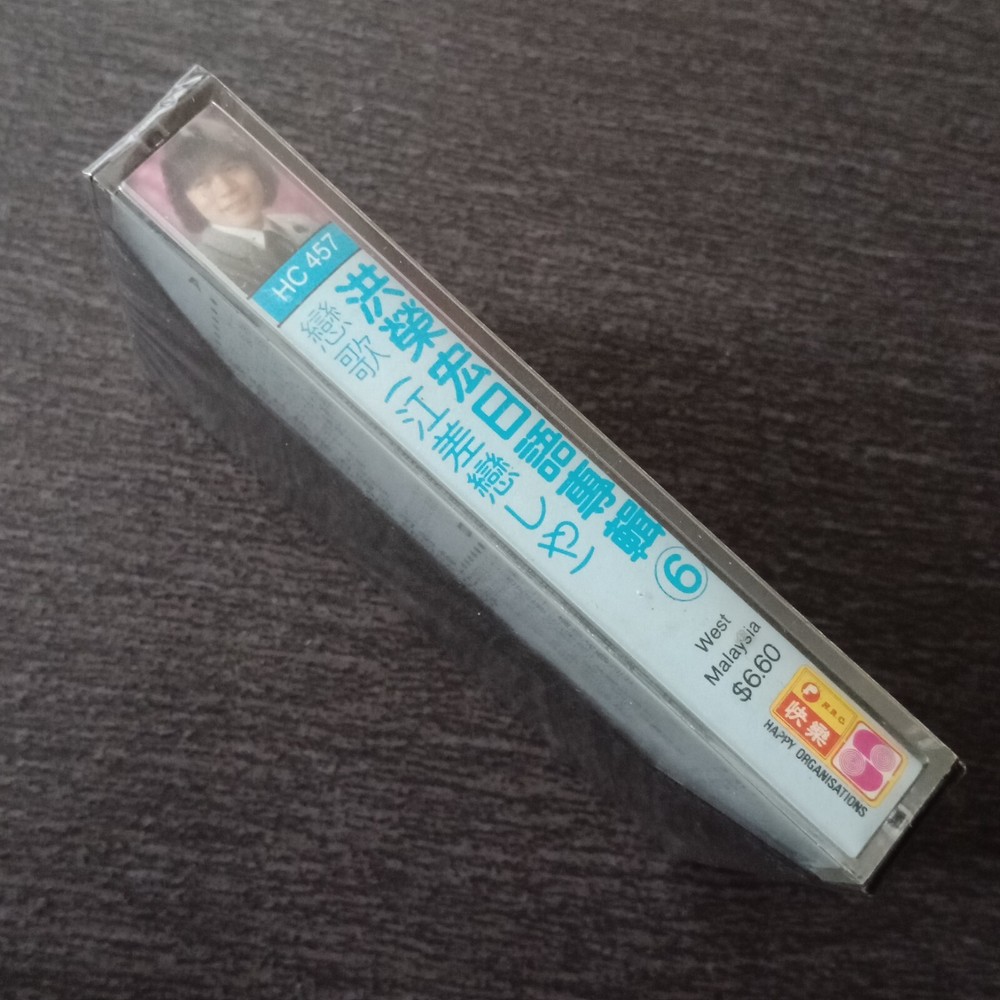 HC 457
洪榮宏日語專輯⑥
戀歌（江差戀しや）
West
Malaysia
$6.60
快樂
HAPPY ORGANISATIONS